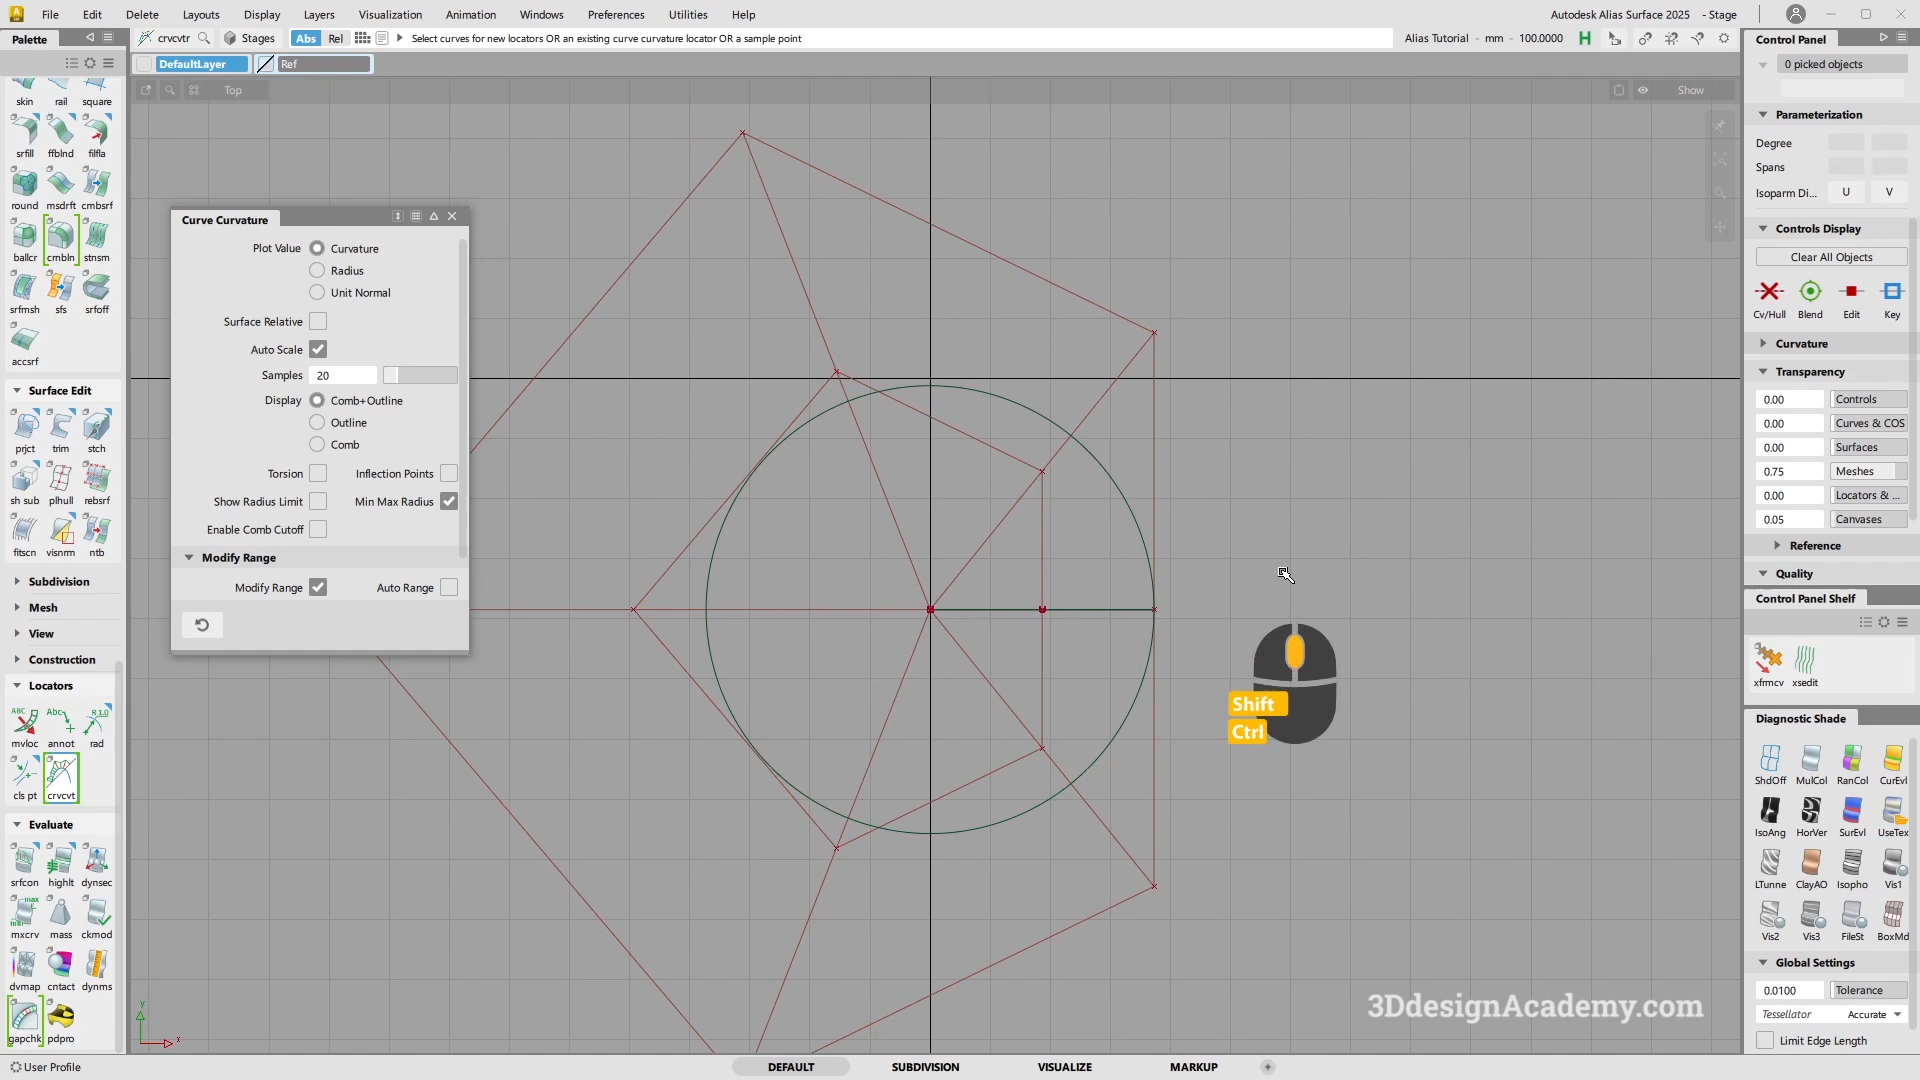 File Edit Delete Layouts Display Layers Visualization Animation Windows Preferences Utilities Help
Autodesk Alias Surface 2025 - Stage
Palette
crvcvtr Stages Abs Rel Select curves for new locators OR an existing curve curvature locator OR a sample point
Alias Tutorial - mm - 100.0000 H
DefaultLayer Ref
Top
Show
skin rail square
srfill ffblnd filfla
round msdrft cmbsrf
ballcr cmbln stnsm
srfmsh sfs srfoff
accsrf
Surface Edit
prjct trim stch
sh sub plhull rebsrf
fitscn visnrm ntb
Subdivision
Mesh
View
Construction
Locators
ABC Abc R 1.0
mvloc annot rad
cls pt crvcvt
Evaluate
srfcon highlt dynsec
max
min
mxcrv mass ckmod
dvmap cntact dynms
gapchk pdpro
User Profile
Curve Curvature
Plot Value Curvature
Radius
Unit Normal
Surface Relative
Auto Scale
Samples 20
Display Comb+Outline
Outline
Comb
Torsion Inflection Points
Show Radius Limit Min Max Radius
Enable Comb Cutoff
Modify Range
Modify Range Auto Range
Shift
Ctrl
y
x
3DdesignAcademy.com
DEFAULT SUBDIVISION VISUALIZE MARKUP +
Control Panel
0 picked objects
Parameterization
Degree
Spans
Isoparm Di... U V
Controls Display
Clear All Objects
Cv/Hull Blend Edit Key
Curvature
Transparency
0.00 Controls
0.00 Curves & COS
0.00 Surfaces
0.75 Meshes
0.00 Locators & ...
0.05 Canvases
Reference
Quality
Control Panel Shelf
xfrmcv xsedit
Diagnostic Shade
ShdOff MulCol RanCol CurEvl
IsoAng HorVer SurEvl UseTex
LTunne ClayAO Isopho Vis1
Vis2 Vis3 FileSt BoxMd
Global Settings
0.0100 Tolerance
Tessellator Accurate
Limit Edge Length